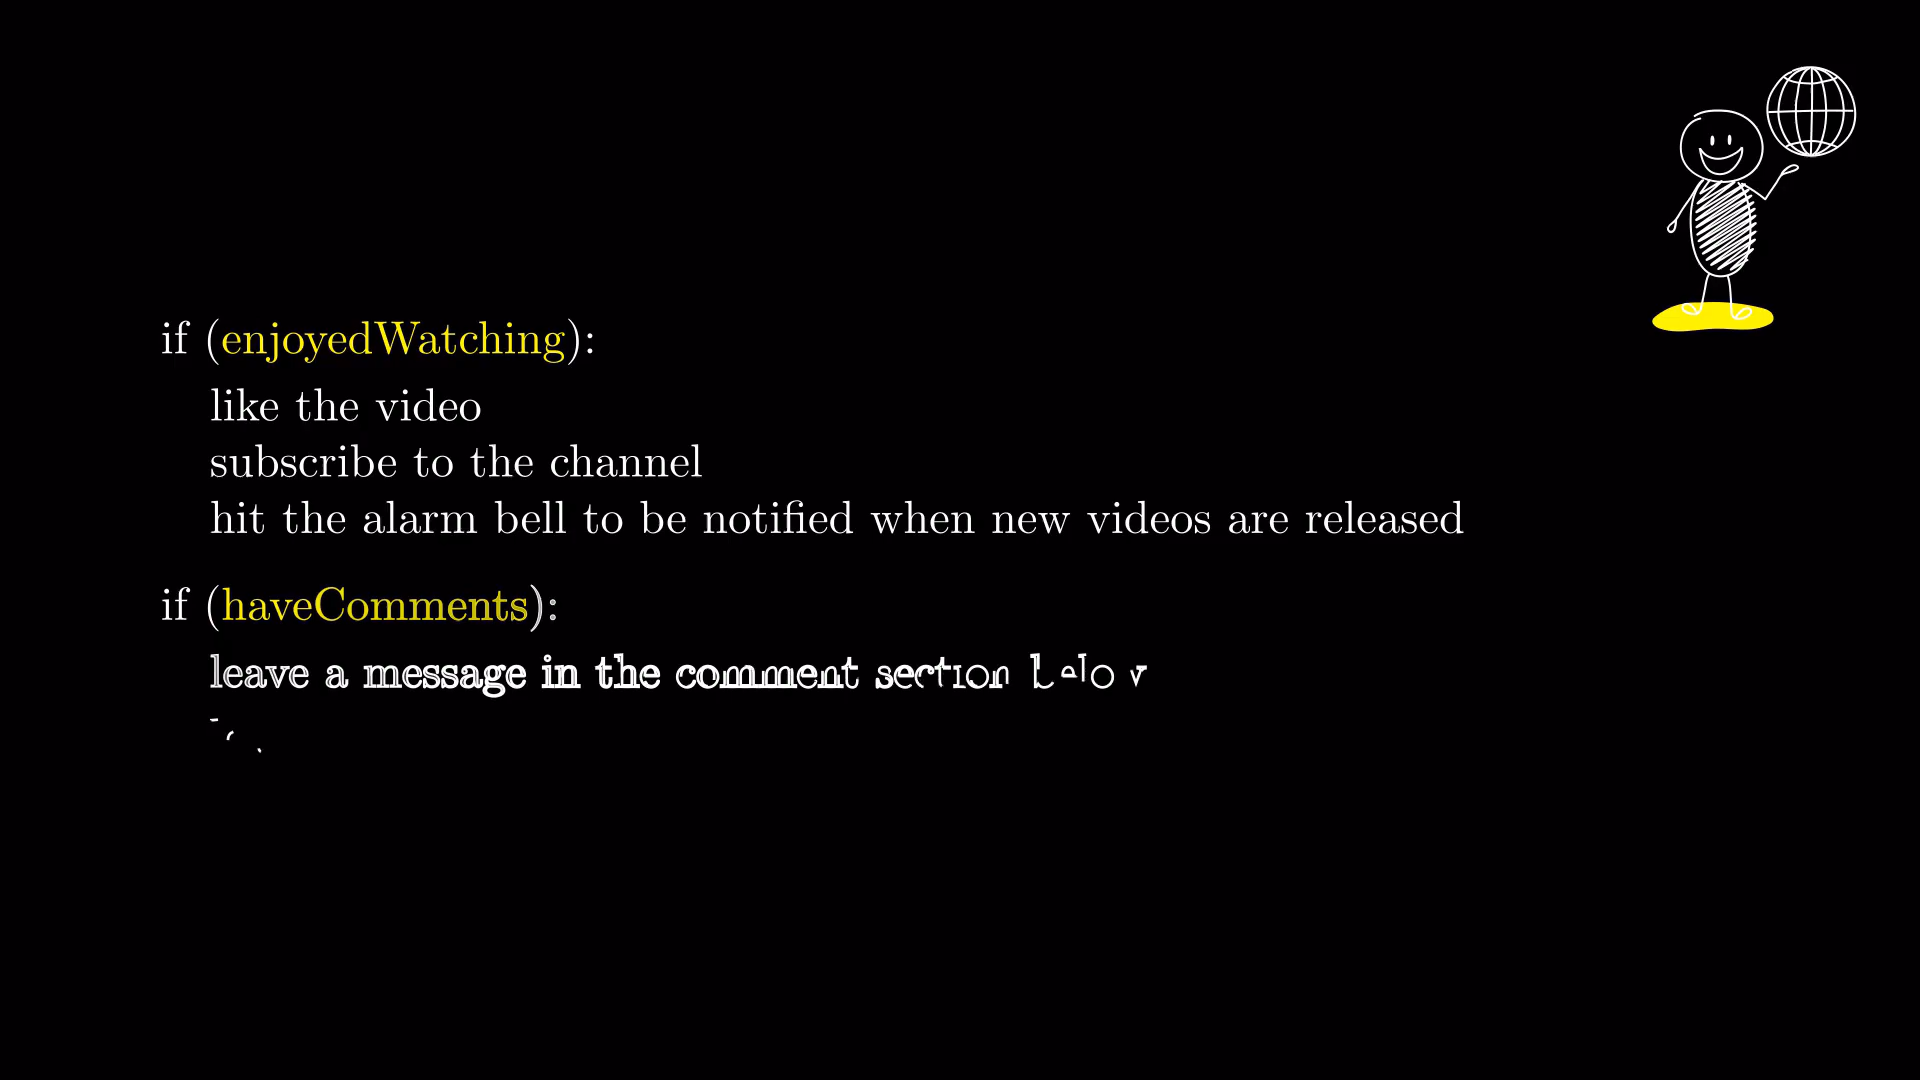 if (enjoyedWatching):
like the video
subscribe to the channel
hit the alarm bell to be notified when new videos are released
if (haveComments):
leave a message in the comment section